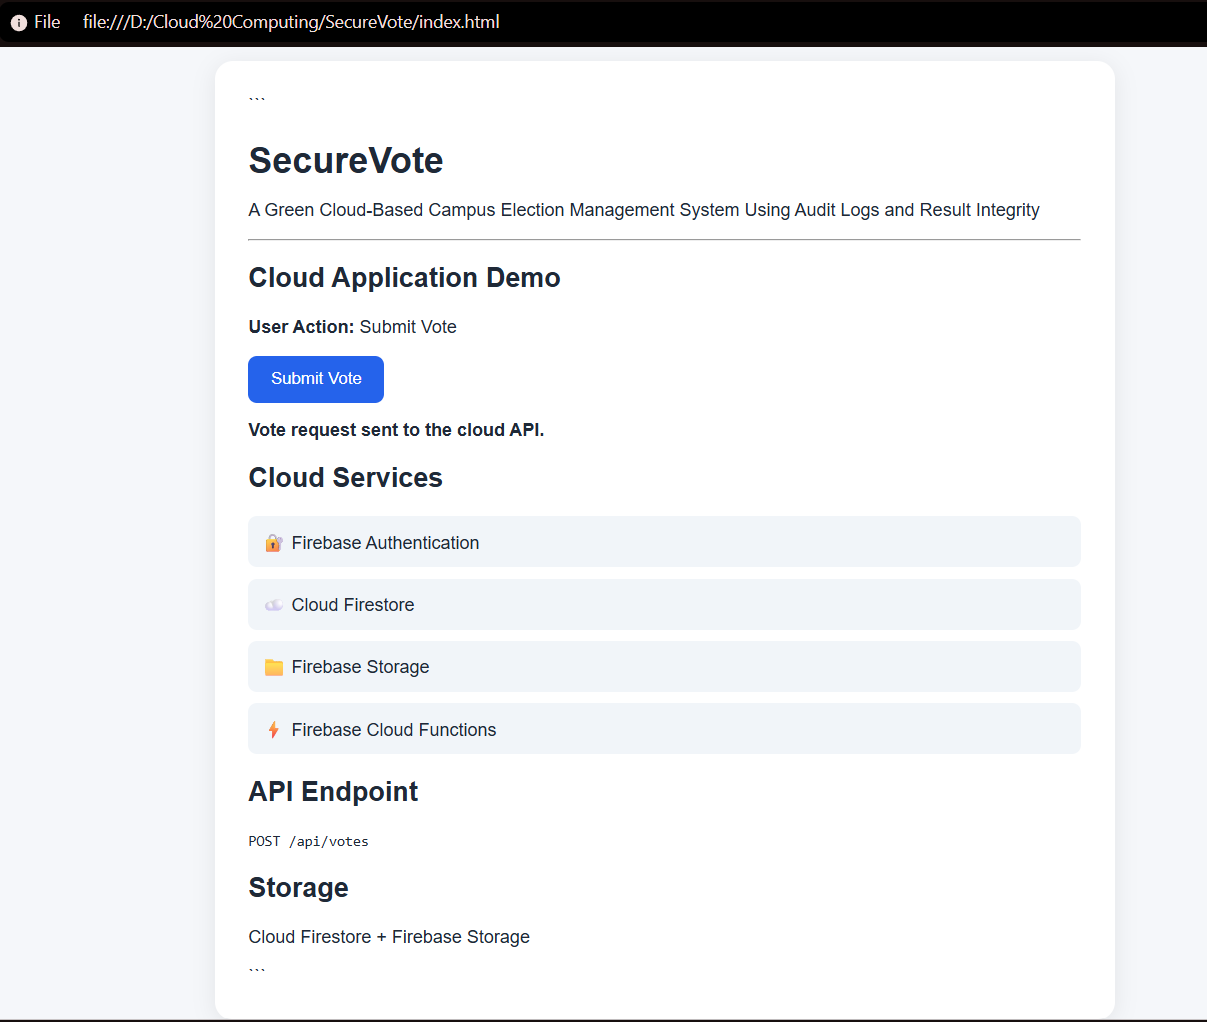 File file:///D:/Cloud%20Computing/SecureVote/index.html
```
SecureVote
A Green Cloud-Based Campus Election Management System Using Audit Logs and Result Integrity
Cloud Application Demo
User Action: Submit Vote
Submit Vote
Vote request sent to the cloud API.
Cloud Services
🔐 Firebase Authentication
☁️ Cloud Firestore
📁 Firebase Storage
⚡ Firebase Cloud Functions
API Endpoint
POST /api/votes
Storage
Cloud Firestore + Firebase Storage
```